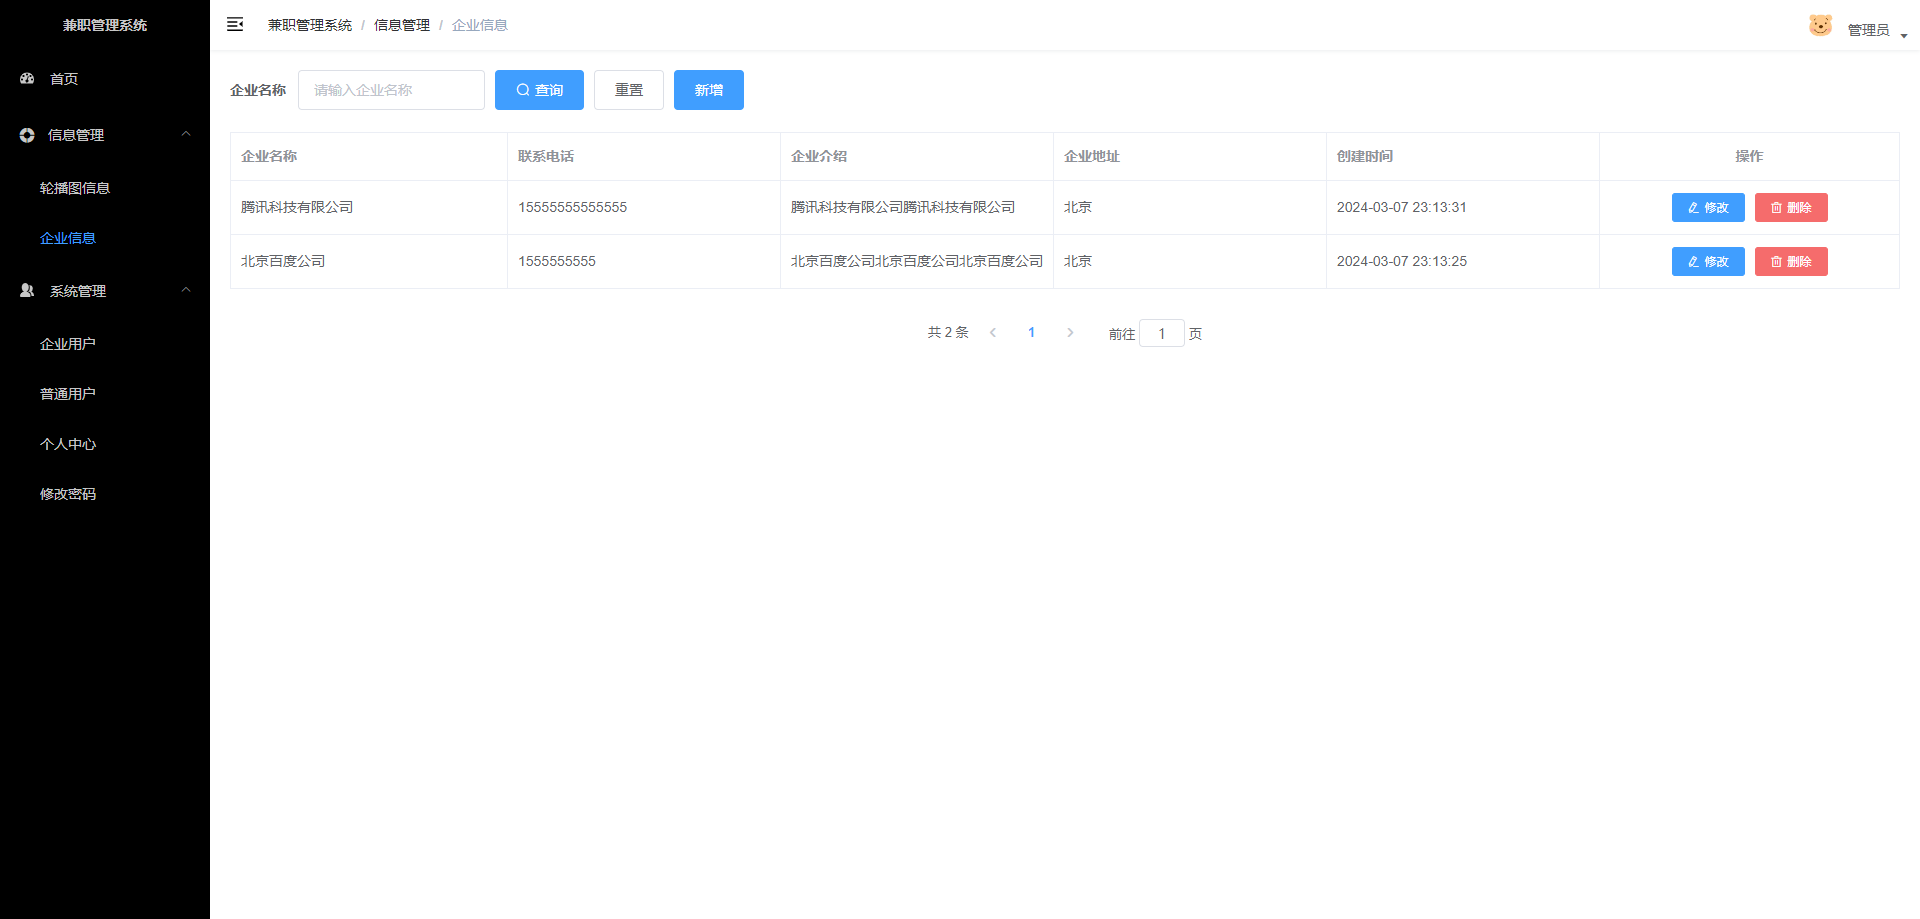 兼职管理系统
首页
信息管理
轮播图信息
企业信息
系统管理
企业用户
普通用户
个人中心
修改密码
兼职管理系统 / 信息管理 / 企业信息
管理员
企业名称 请输入企业名称 查询 重置 新增
企业名称 联系电话 企业介绍 企业地址 创建时间 操作
腾讯科技有限公司 15555555555555 腾讯科技有限公司腾讯科技有限公司 北京 2024-03-07 23:13:31 修改 删除
北京百度公司 1555555555 北京百度公司北京百度公司北京百度公司 北京 2024-03-07 23:13:25 修改 删除
共 2 条 1 前往 1 页